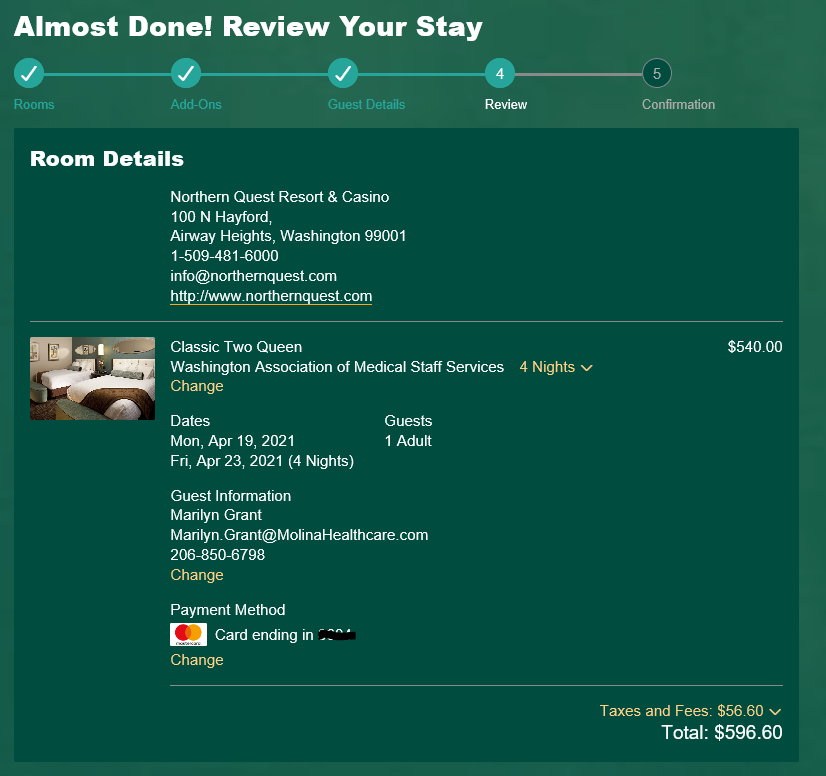 Almost Done! Review Your Stay
4
5
Rooms
Add-Ons
Guest Details
Review
Confirmation
Room Details
Northern Quest Resort & Casino
100 N Hayford,
Airway Heights, Washington 99001
1-509-481-6000
info@northernquest.com
http://www.northernquest.com
Classic Two Queen
$540.00
Washington Association of Medical Staff Services 4 Nights
Change
Dates
Guests
Mon, Apr 19, 2021
1 Adult
Fri, Apr 23, 2021 (4 Nights)
Guest Information
Marilyn Grant
Marilyn.Grant@MolinaHealthcare.com
206-850-6798
Change
Payment Method
mastercard
Card ending in
Change
Taxes and Fees: $56.60
Total: $596.60